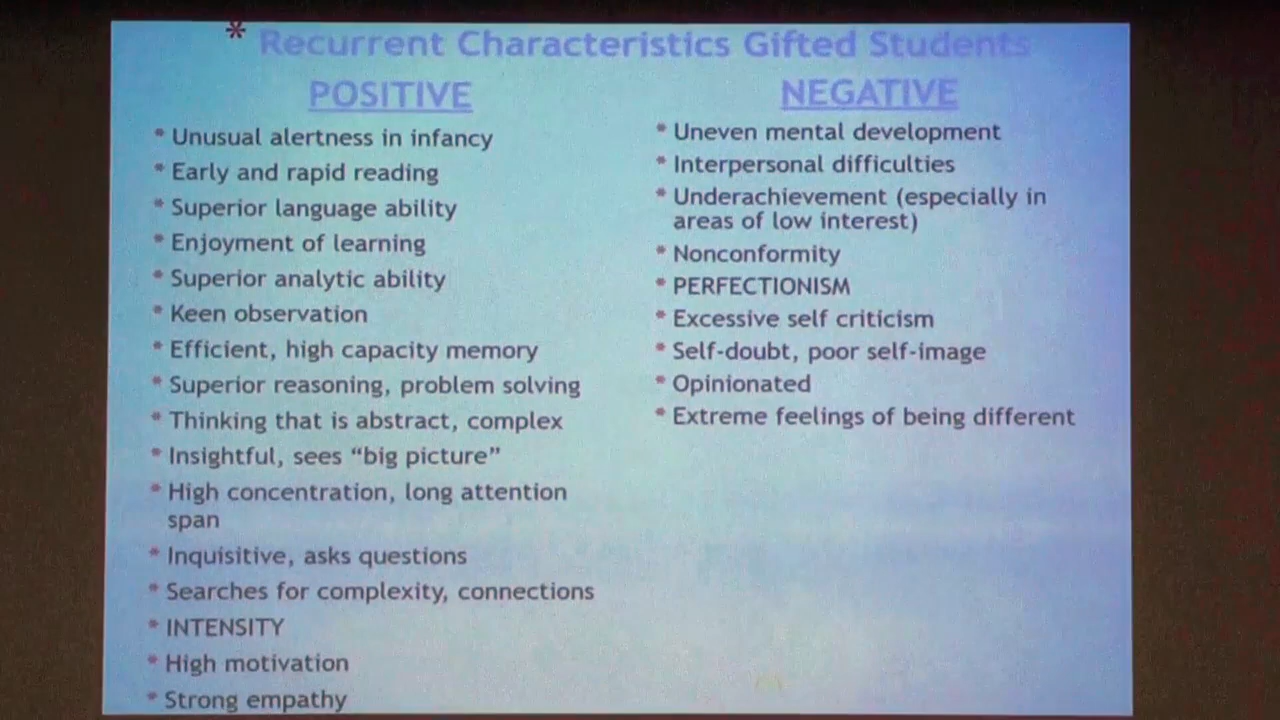 * Recurrent Characteristics Gifted Students
POSITIVE
* Unusual alertness in infancy
* Early and rapid reading
* Superior language ability
* Enjoyment of learning
* Superior analytic ability
* Keen observation
* Efficient, high capacity memory
* Superior reasoning, problem solving
* Thinking that is abstract, complex
* Insightful, sees “big picture”
* High concentration, long attention
span
* Inquisitive, asks questions
* Searches for complexity, connections
* INTENSITY
* High motivation
* Strong empathy
NEGATIVE
* Uneven mental development
* Interpersonal difficulties
* Underachievement (especially in
areas of low interest)
* Nonconformity
* PERFECTIONISM
* Excessive self criticism
* Self-doubt, poor self-image
* Opinionated
* Extreme feelings of being different